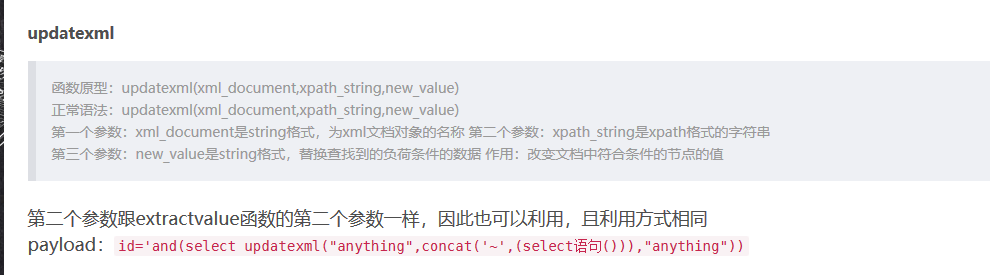 updatexml
函数原型：updatexml(xml_document,xpath_string,new_value)
正常语法：updatexml(xml_document,xpath_string,new_value)
第一个参数：xml_document是string格式，为xml文档对象的名称 第二个参数：xpath_string是xpath格式的字符串
第三个参数：new_value是string格式，替换查找到的负荷条件的数据 作用：改变文档中符合条件的节点的值
第二个参数跟extractvalue函数的第二个参数一样，因此也可以利用，且利用方式相同
payload：id='and(select updatexml("anything",concat('~',(select语句())),"anything"))